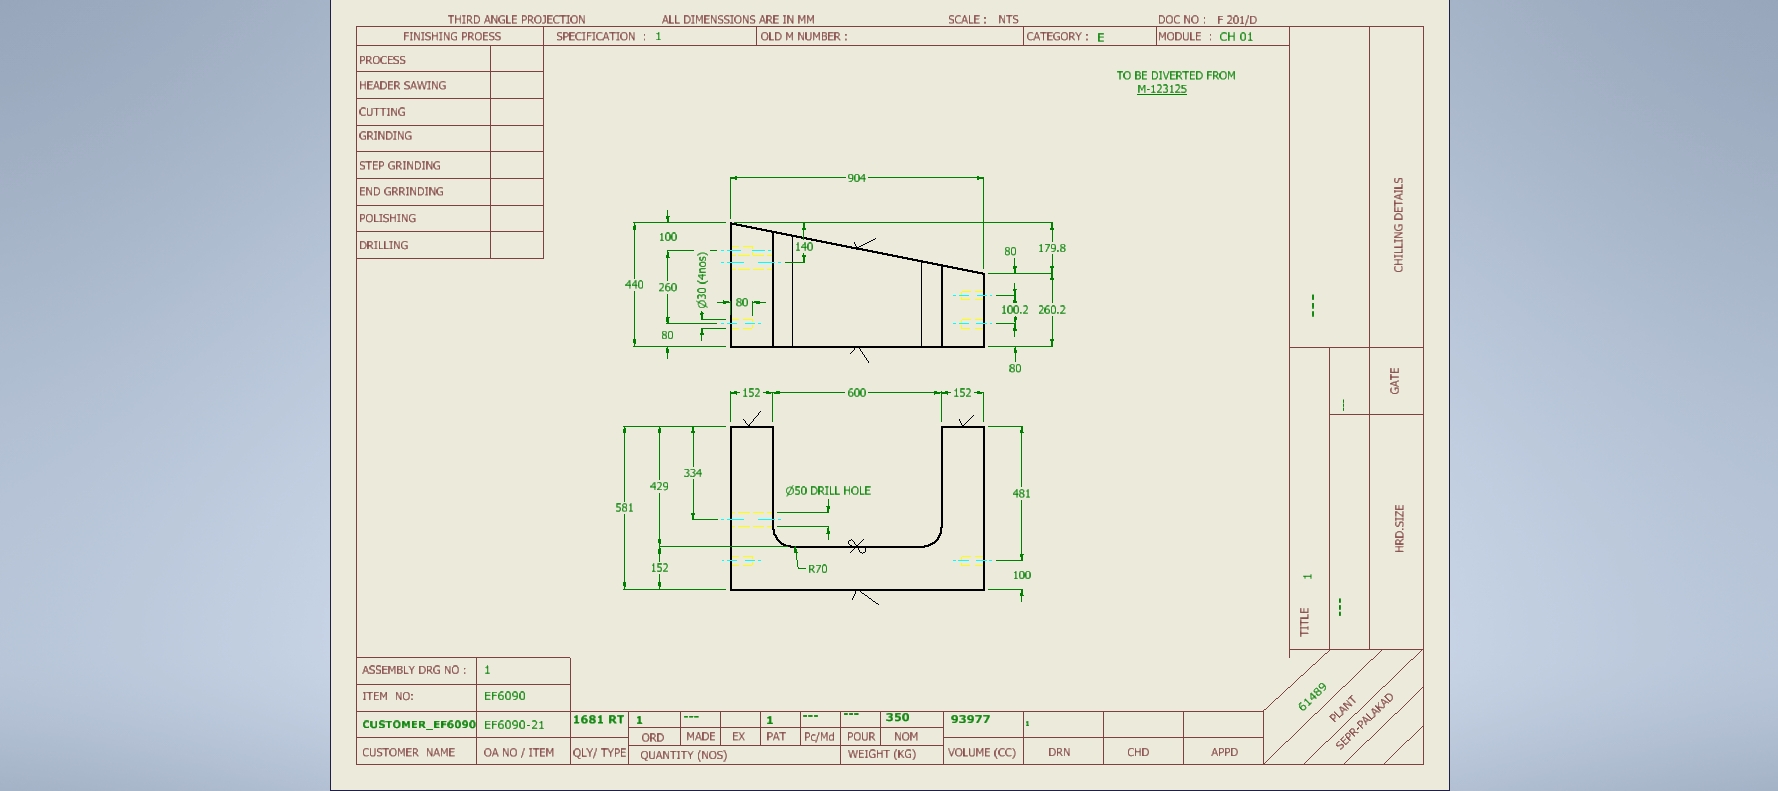 THIRD ANGLE PROJECTION ALL DIMENSSIONS ARE IN MM SCALE : NTS DOC NO : F 201/D
FINISHING PROESS SPECIFICATION : 1 OLD M NUMBER : CATEGORY : E MODULE : CH 01
PROCESS
HEADER SAWING
CUTTING
GRINDING
STEP GRINDING
END GRRINDING
POLISHING
DRILLING
TO BE DIVERTED FROM
M-123125
904
100
140
80
179.8
440
260
Ø30 (4nos)
80
100.2
260.2
80
80
152
600
152
334
429
581
Ø50 DRILL HOLE
481
152
R70
100
CHILLING DETAILS
---
GATE
---
HRD.SIZE
---
TITLE 1
61489
PLANT
SEPR-PALAKAD
ASSEMBLY DRG NO : 1
ITEM NO: EF6090
CUSTOMER_EF6090 EF6090-21 1681 RT 1 --- 1 --- --- 350 93977 1
ORD MADE EX PAT Pc/Md POUR NOM
CUSTOMER NAME OA NO / ITEM QLY/ TYPE QUANTITY (NOS) WEIGHT (KG) VOLUME (CC) DRN CHD APPD